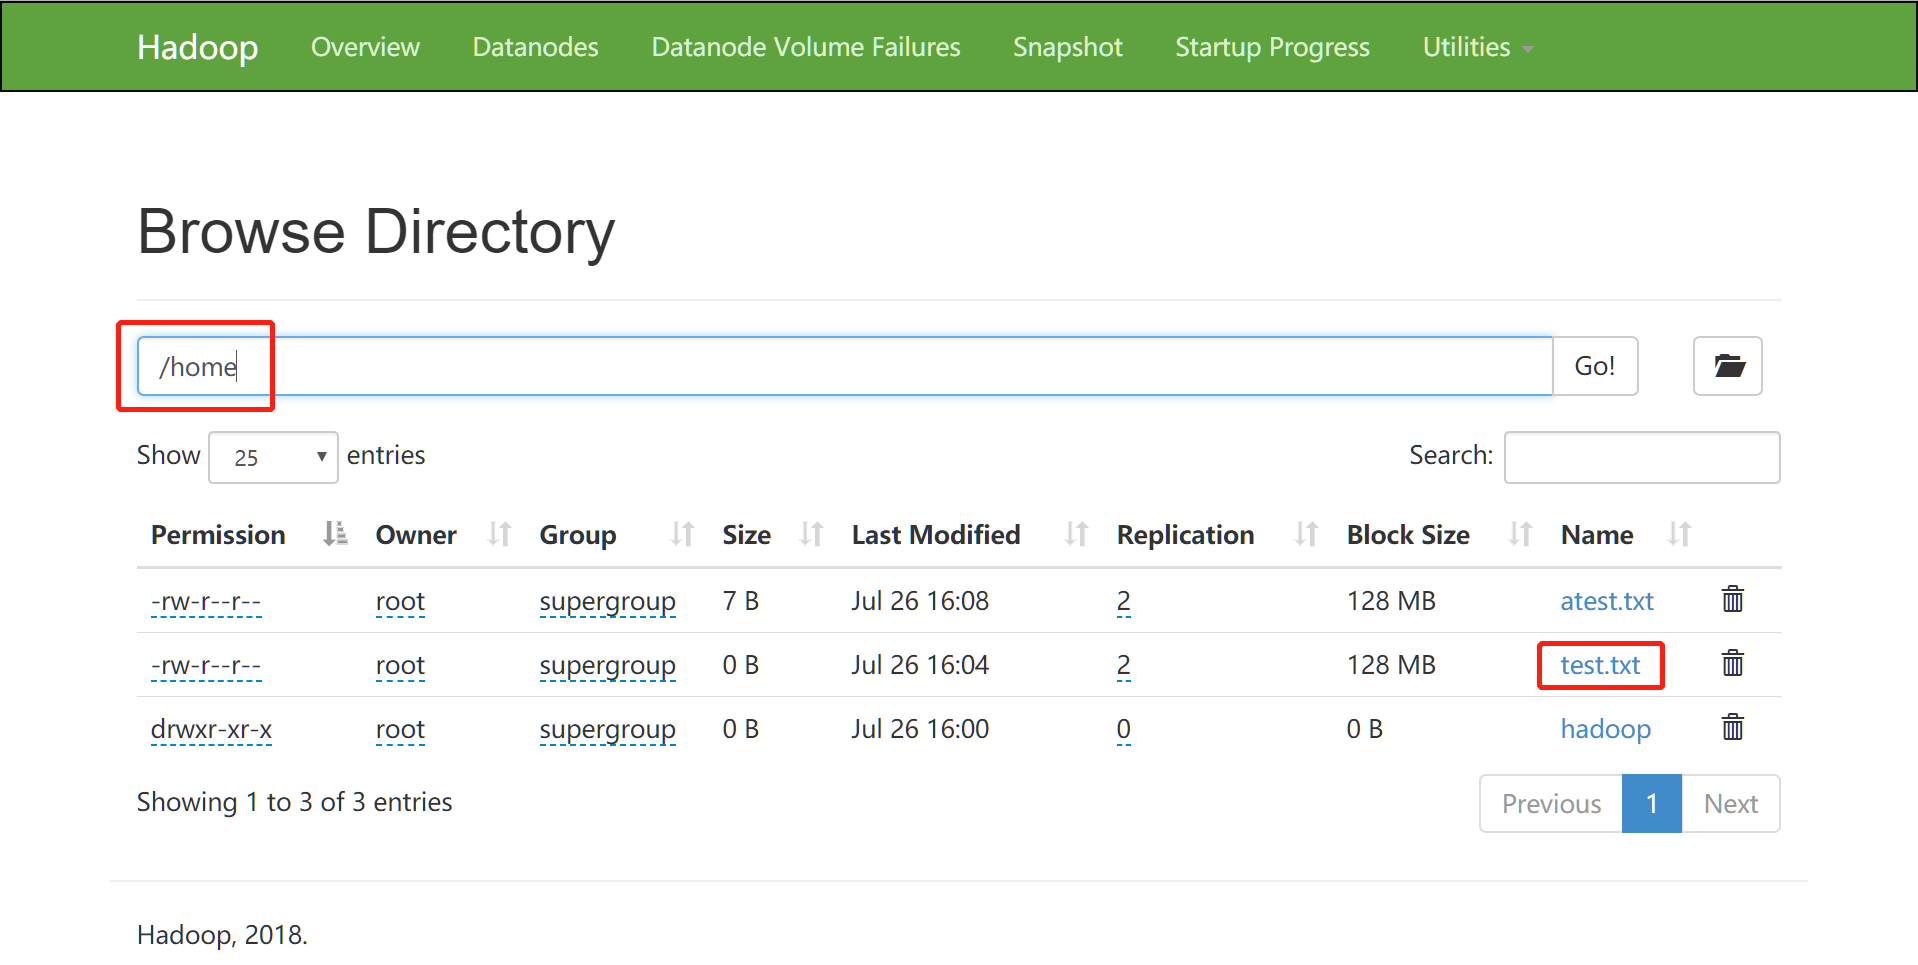 Hadoop Overview Datanodes Datanode Volume Failures Snapshot Startup Progress Utilities
Browse Directory
/home Go!
Show 25 entries Search:
Permission Owner Group Size Last Modified Replication Block Size Name
-rw-r--r-- root supergroup 7 B Jul 26 16:08 2 128 MB atest.txt
-rw-r--r-- root supergroup 0 B Jul 26 16:04 2 128 MB test.txt
drwxr-xr-x root supergroup 0 B Jul 26 16:00 0 0 B hadoop
Showing 1 to 3 of 3 entries Previous 1 Next
Hadoop, 2018.